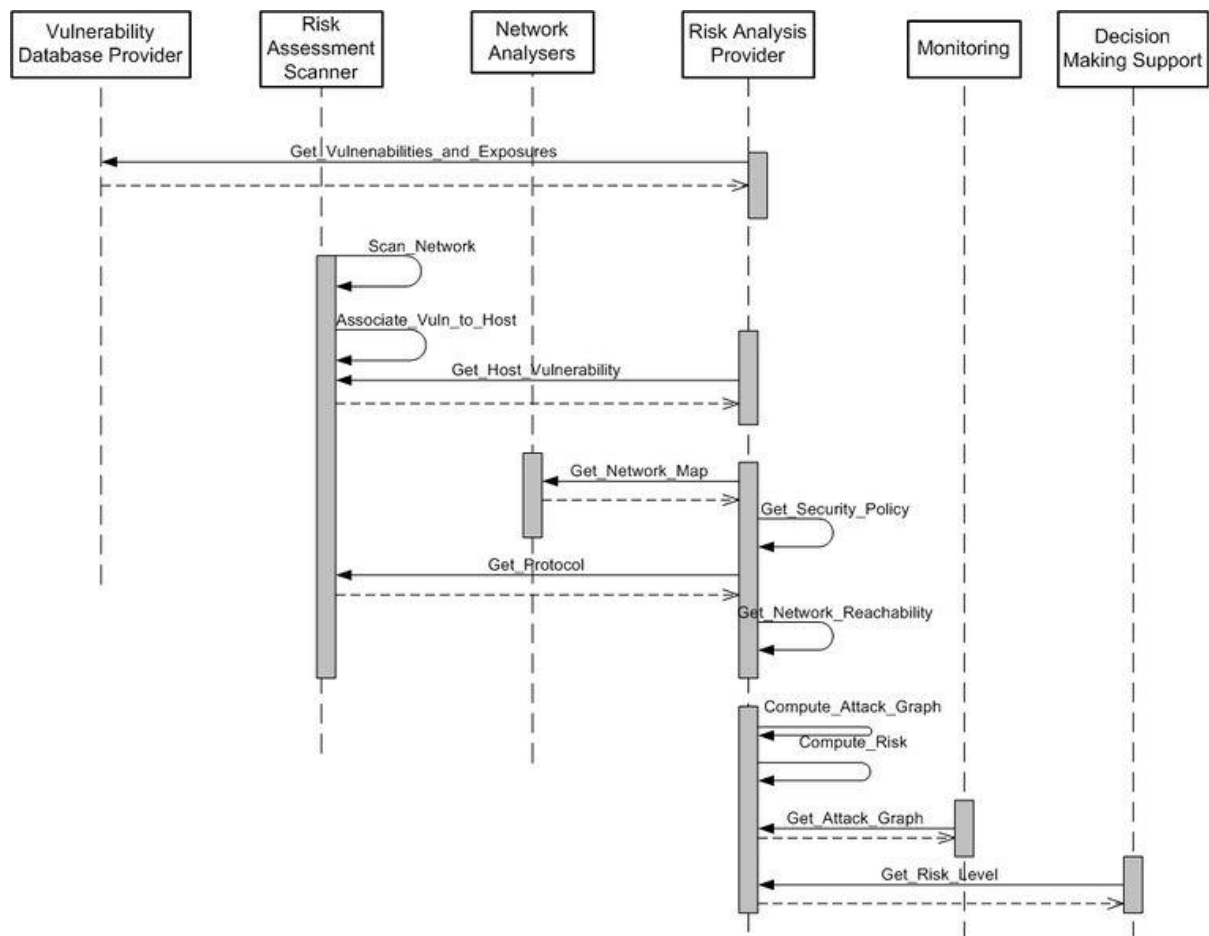 Vulnerability
Database Provider
Risk
Assessment
Scanner
Network
Analysers
Risk Analysis
Provider
Monitoring
Decision
Making Support
Get_Vulnenabilities_and_Exposures
Scan_Network
Associate_Vuln_to_Host
Get_Host_Vulnerability
Get_Network_Map
Get_Security_Policy
Get_Protocol
Get_Network_Reachability
Compute_Attack_Graph
Compute_Risk
Get_Attack_Graph
Get_Risk_Level